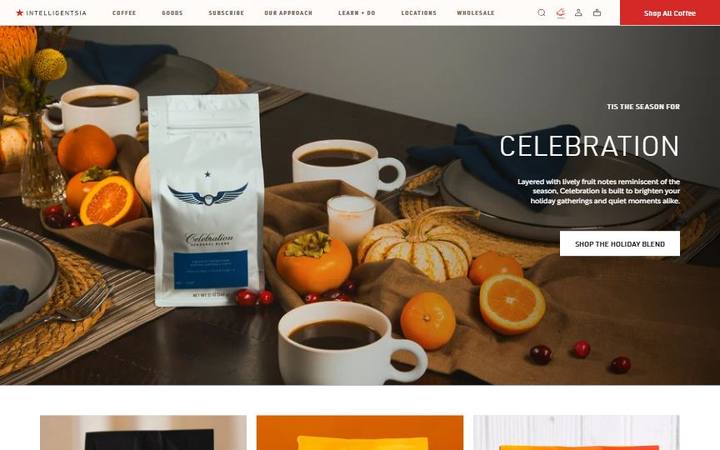 INTELLIGENTSIA
COFFEE
GOODS
SUBSCRIBE
OUR APPROACH
LEARN + DO
LOCATIONS
WHOLESALE
Shop All Coffee
TIS THE SEASON FOR
CELEBRATION
Layered with lively fruit notes reminiscent of the
season, Celebration is built to brighten your
holiday gatherings and quiet moments alike.
SHOP THE HOLIDAY BLEND
Celebration
SEASONAL BLEND